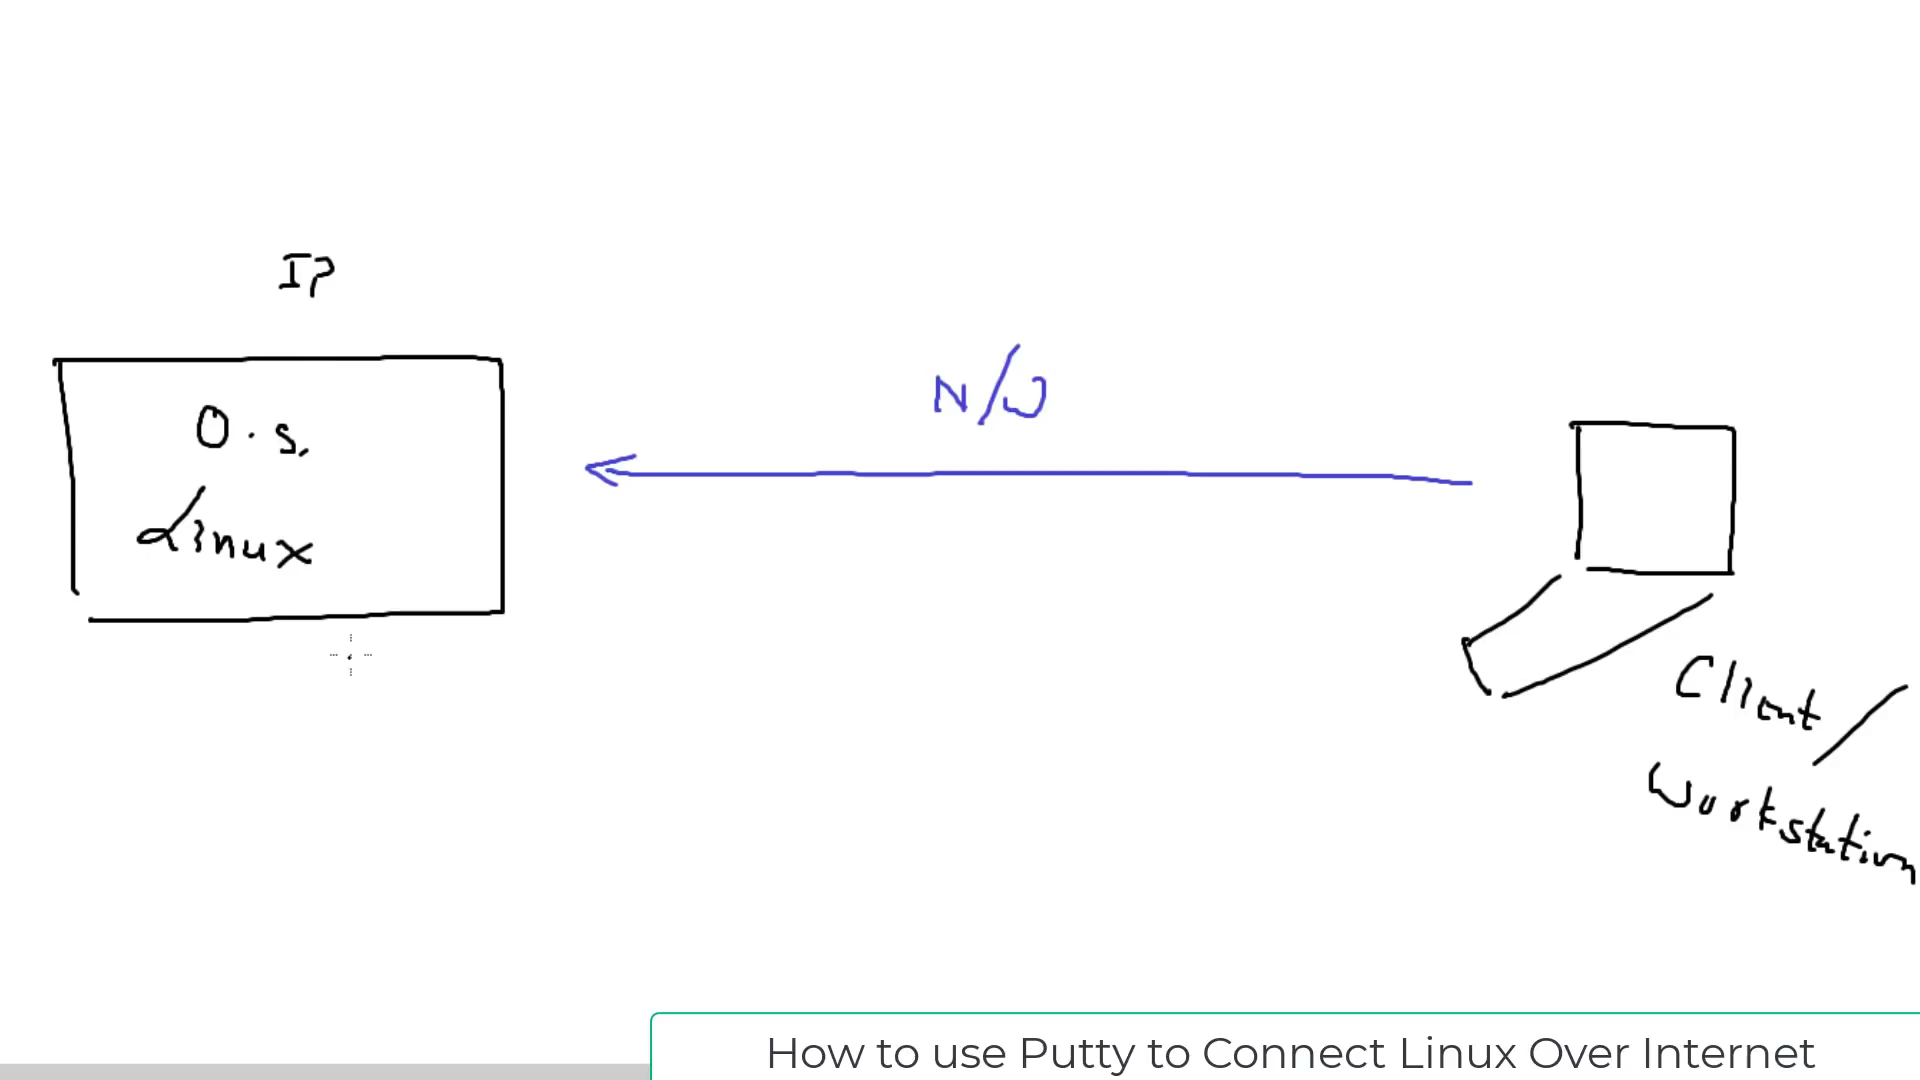 IP
O.S.
Linux
N/W
Client/
Workstation
How to use Putty to Connect Linux Over Internet